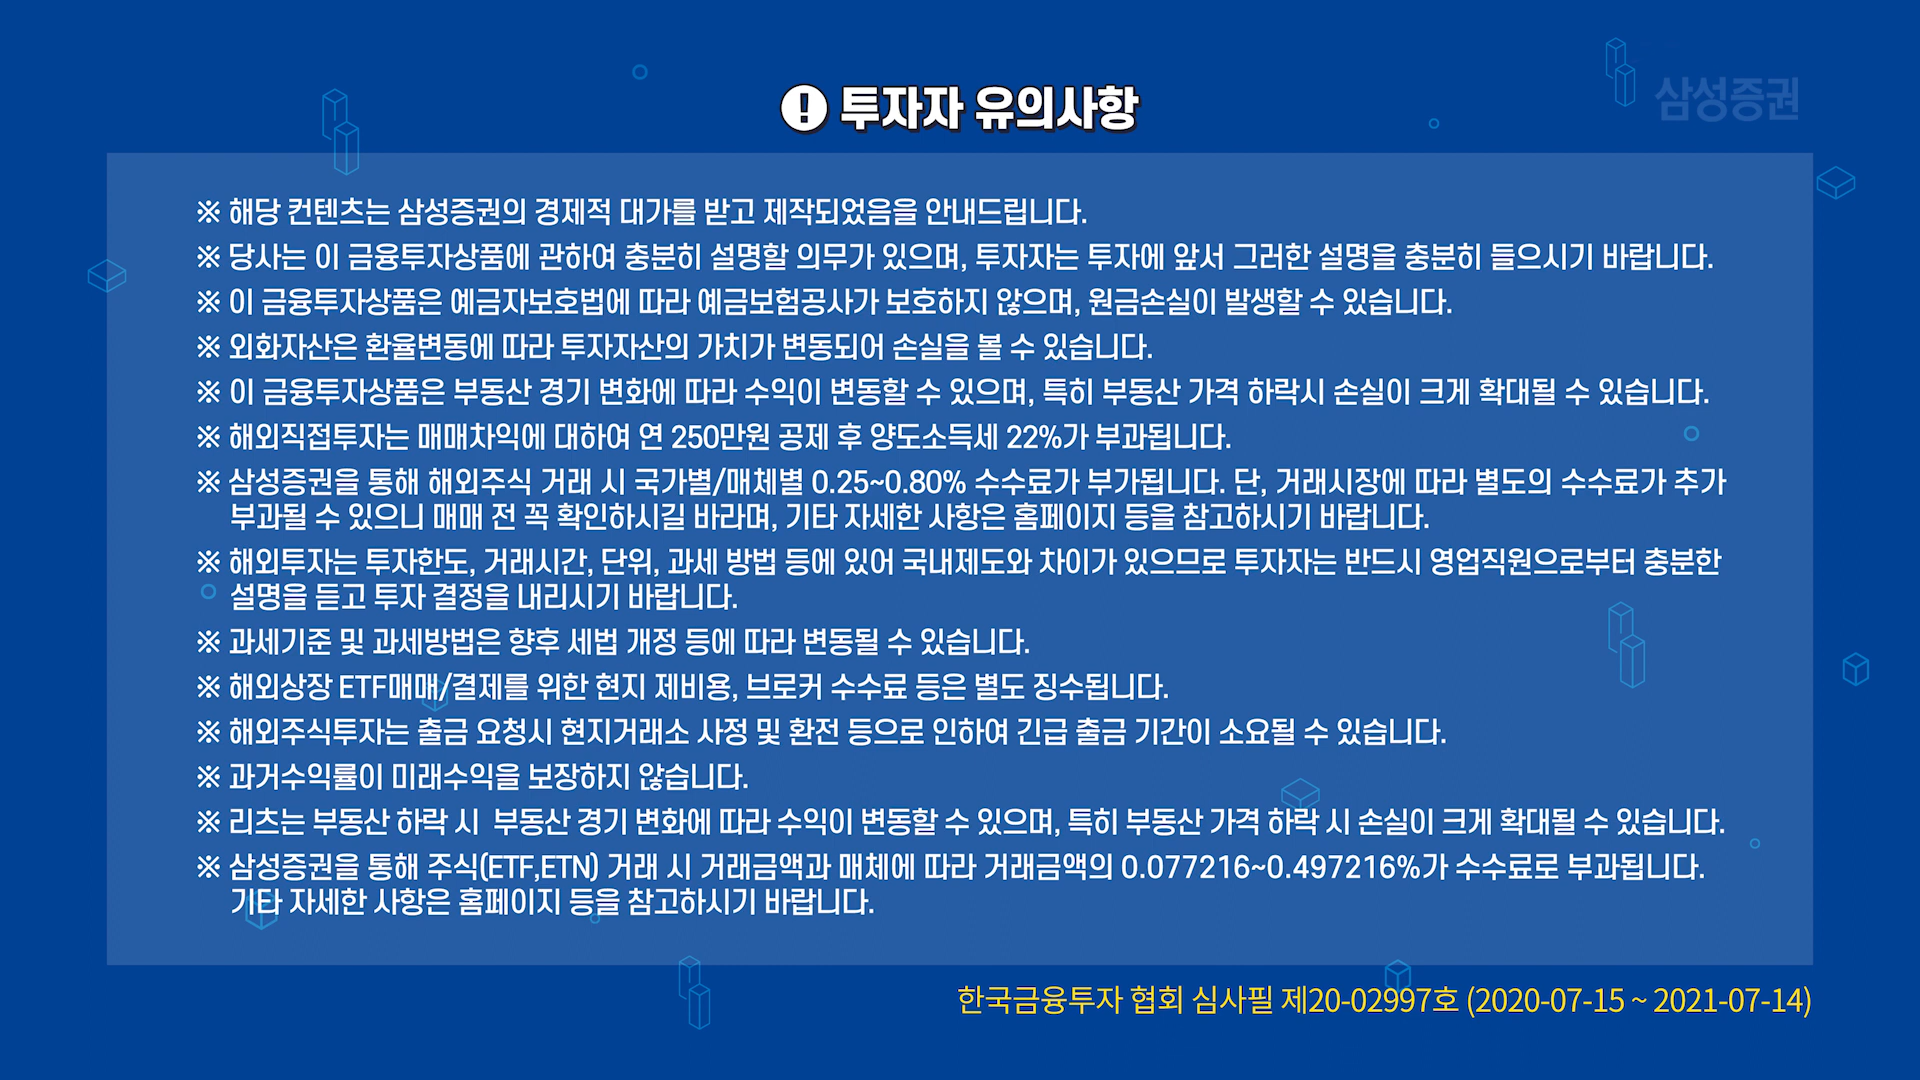 투자자 유의사항
삼성증권
※ 해당 컨텐츠는 삼성증권의 경제적 대가를 받고 제작되었음을 안내드립니다.
※ 당사는 이 금융투자상품에 관하여 충분히 설명할 의무가 있으며, 투자자는 투자에 앞서 그러한 설명을 충분히 들으시기 바랍니다.
※ 이 금융투자상품은 예금자보호법에 따라 예금보험공사가 보호하지 않으며, 원금손실이 발생할 수 있습니다.
※ 외화자산은 환율변동에 따라 투자자산의 가치가 변동되어 손실을 볼 수 있습니다.
※ 이 금융투자상품은 부동산 경기 변화에 따라 수익이 변동할 수 있으며, 특히 부동산 가격 하락시 손실이 크게 확대될 수 있습니다.
※ 해외직접투자는 매매차익에 대하여 연 250만원 공제 후 양도소득세 22%가 부과됩니다.
※ 삼성증권을 통해 해외주식 거래 시 국가별/매체별 0.25~0.80% 수수료가 부가됩니다. 단, 거래시장에 따라 별도의 수수료가 추가
부과될 수 있으니 매매 전 꼭 확인하시길 바라며, 기타 자세한 사항은 홈페이지 등을 참고하시기 바랍니다.
※ 해외투자는 투자한도, 거래시간, 단위, 과세 방법 등에 있어 국내제도와 차이가 있으므로 투자자는 반드시 영업직원으로부터 충분한
설명을 듣고 투자 결정을 내리시기 바랍니다.
※ 과세기준 및 과세방법은 향후 세법 개정 등에 따라 변동될 수 있습니다.
※ 해외상장 ETF매매/결제를 위한 현지 제비용, 브로커 수수료 등은 별도 징수됩니다.
※ 해외주식투자는 출금 요청시 현지거래소 사정 및 환전 등으로 인하여 긴급 출금 기간이 소요될 수 있습니다.
※ 과거수익률이 미래수익을 보장하지 않습니다.
※ 리츠는 부동산 하락 시 부동산 경기 변화에 따라 수익이 변동할 수 있으며, 특히 부동산 가격 하락 시 손실이 크게 확대될 수 있습니다.
※ 삼성증권을 통해 주식(ETF,ETN) 거래 시 거래금액과 매체에 따라 거래금액의 0.077216~0.497216%가 수수료로 부과됩니다.
기타 자세한 사항은 홈페이지 등을 참고하시기 바랍니다.
한국금융투자 협회 심사필 제20-02997호 (2020-07-15 ~ 2021-07-14)